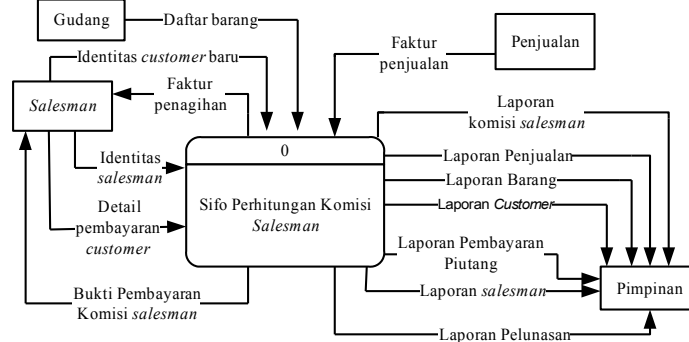 Gudang
Daftar barang
Identitas customer baru
Faktur
penjualan
Penjualan
Salesman
Faktur
penagihan
Laporan
komisi salesman
0
Identitas
salesman
Laporan Penjualan
Laporan Barang
Sifo Perhitungan Komisi
Salesman
Laporan Customer
Detail
pembayaran
customer
Laporan Pembayaran
Piutang
Bukti Pembayaran
Komisi salesman
Laporan salesman
Pimpinan
Laporan Pelunasan